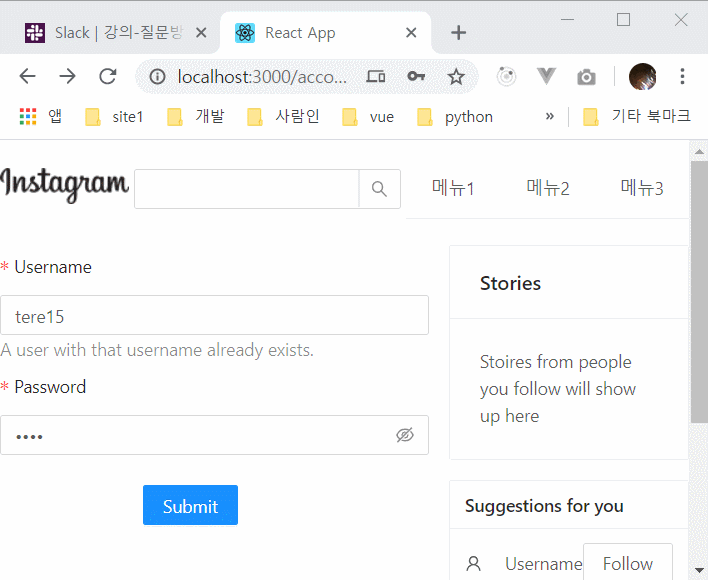 Slack | 강의-질문방
React App
localhost:3000/acco...
앱
site1
개발
사람인
vue
python
»
기타 북마크
Instagram
메뉴1
메뉴2
메뉴3
* Username
tere15
A user with that username already exists.
* Password
••••
Submit
Stories
Stoires from people
you follow will show
up here
Suggestions for you
Username
Follow